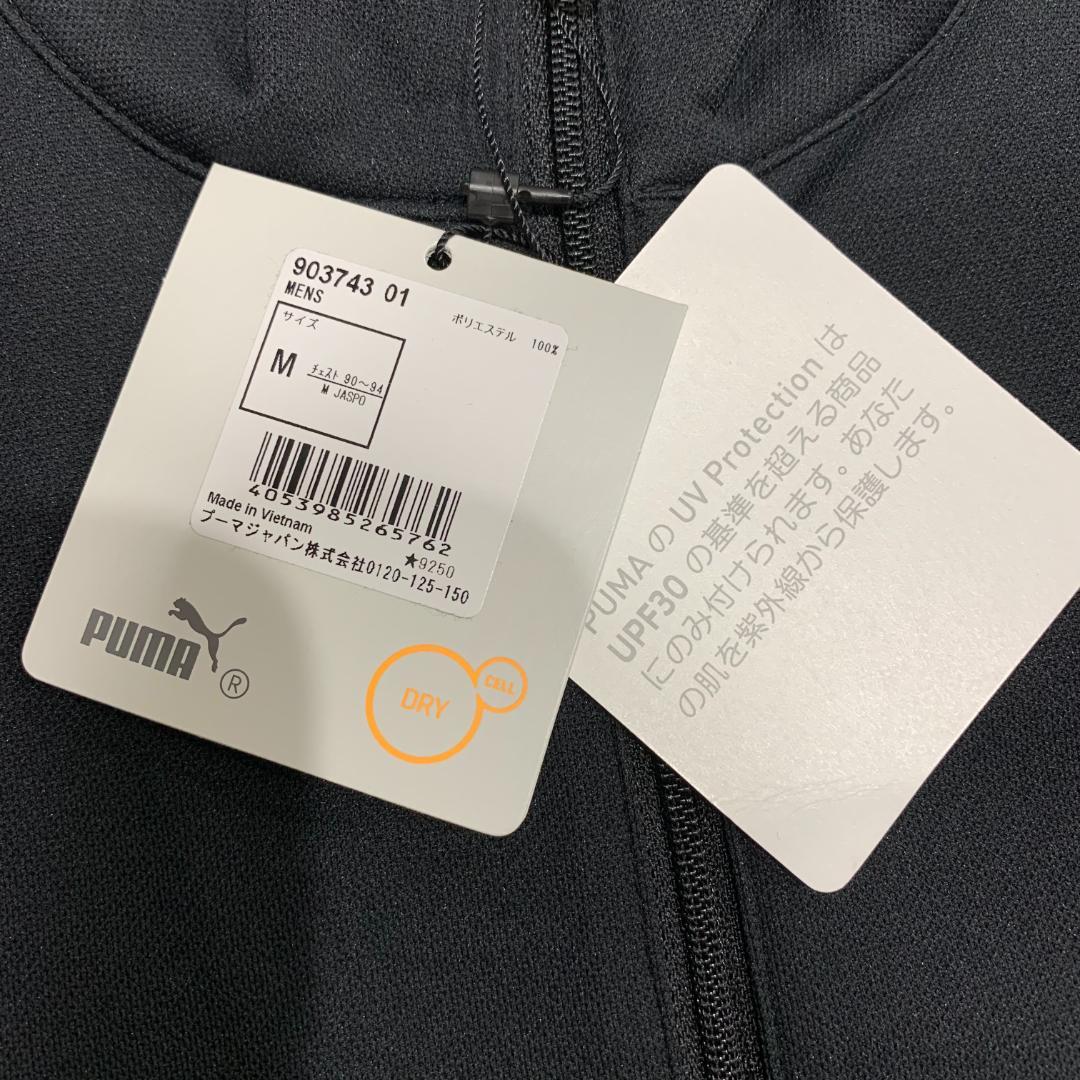 903743 01
MENS
サイズ
ポリエステル 100%
M
チェスト 90～94
M JASPO
4053985265762
Made in Vietnam
★9250
プーマジャパン株式会社0120-125-150
PUMA®
DRY
CELL
PUMA の UV Protection は
UPF30 の基準を超える商品
にのみ付けられます。あなた
の肌を紫外線から保護します。